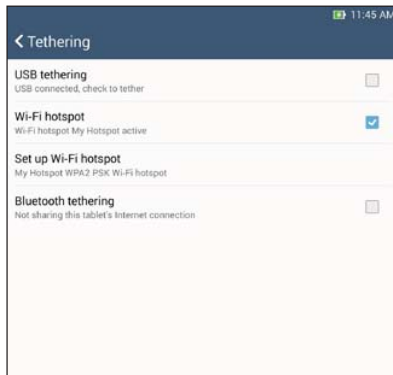 11:45 AM
Tethering
USB tethering
USB connected, check to tether
Wi-Fi hotspot
Wi-Fi hotspot My Hotspot active
Set up Wi-Fi hotspot
My Hotspot WPA2 PSK Wi-Fi hotspot
Bluetooth tethering
Not sharing this tablet's Internet connection